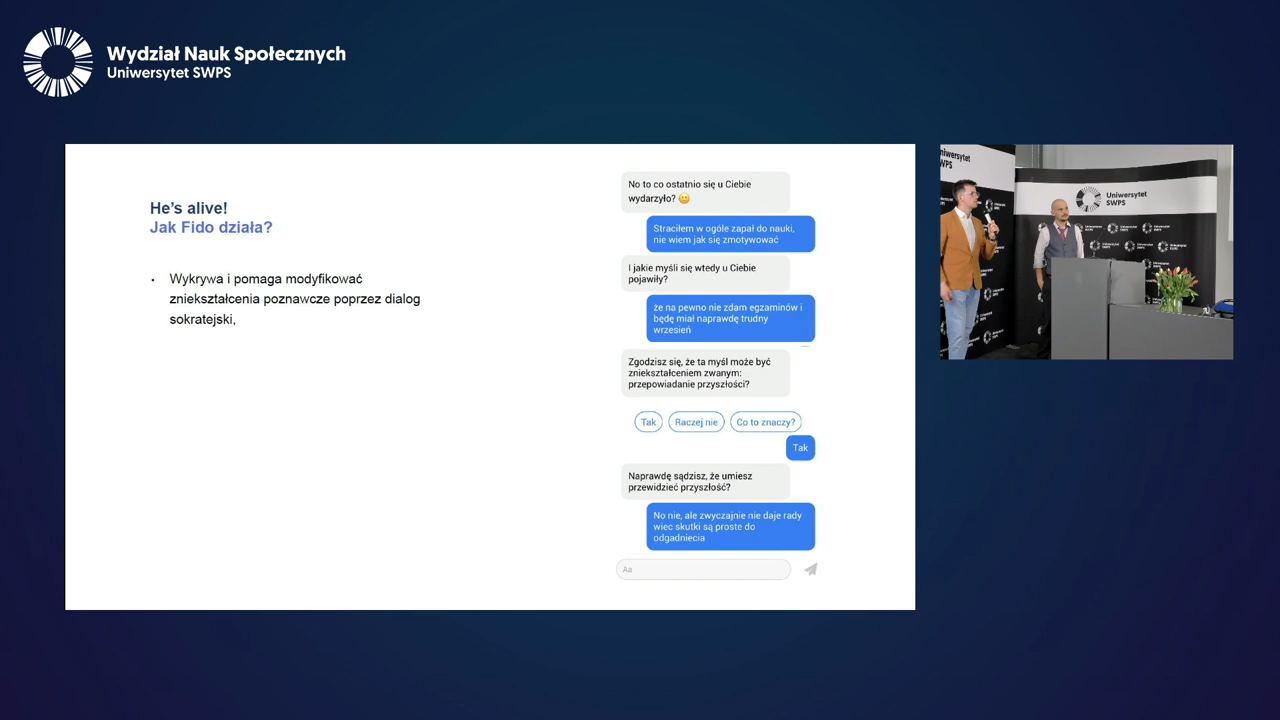 Wydział Nauk Społecznych
Uniwersytet SWPS
He's alive!
Jak Fido działa?
• Wykrywa i pomaga modyfikować
zniekształcenia poznawcze poprzez dialog
sokratejski,
No to co ostatnio się u Ciebie
wydarzyło? 🙂
Straciłem w ogóle zapał do nauki,
nie wiem jak się zmotywować
I jakie myśli się wtedy u Ciebie
pojawiły?
że na pewno nie zdam egzaminów i
będę miał naprawdę trudny
wrzesień
Zgodzisz się, że ta myśl może być
zniekształceniem zwanym:
przepowiadanie przyszłości?
Tak
Raczej nie
Co to znaczy?
Tak
Naprawdę sądzisz, że umiesz
przewidzieć przyszłość?
No nie, ale zwyczajnie nie daje rady
wiec skutki są proste do
odgadniecia
Aa
Uniwersytet
SWPS